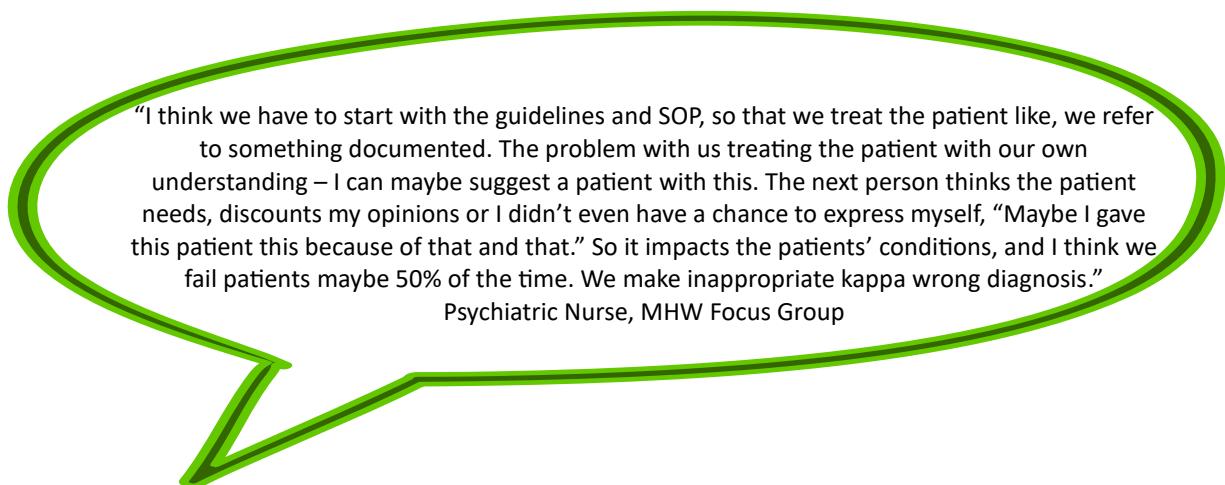 “I think we have to start with the guidelines and SOP, so that we treat the patient like, we refer
to something documented. The problem with us treating the patient with our own
understanding – I can maybe suggest a patient with this. The next person thinks the patient
needs, discounts my opinions or I didn’t even have a chance to express myself, “Maybe I gave
this patient this because of that and that.” So it impacts the patients’ conditions, and I think we
fail patients maybe 50% of the time. We make inappropriate kappa wrong diagnosis.”
Psychiatric Nurse, MHW Focus Group